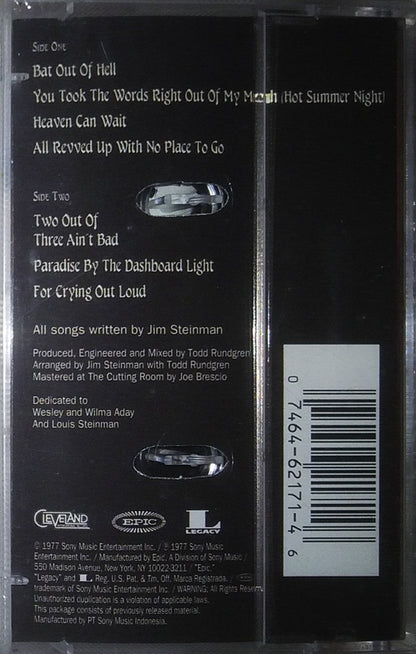 SIDE ONE
Bat Out Of Hell
You Took The Words Right Out Of My Mouth (Hot Summer Night)
Heaven Can Wait
All Revved Up With No Place To Go
SIDE TWO
Two Out Of
Three Ain't Bad
Paradise By The Dashboard Light
For Crying Out Loud
All songs written by Jim Steinman
Produced, Engineered and Mixed by Todd Rundgren
Arranged by Jim Steinman with Todd Rundgren
Mastered at The Cutting Room by Joe Brescio
Dedicated to
Wesley and Wilma Aday
And Louis Steinman
CLEVELAND
EPIC
L
LEGACY
© 1977 Sony Music Entertainment Inc. / ℗ 1977 Sony Music
Entertainment Inc. / Manufactured by Epic, A Division of Sony Music /
550 Madison Avenue, New York, NY 10022-3211 / "Epic,"
"Legacy" and L Reg. U.S. Pat. & Tm. Off. Marca Registrada. /
trademark of Sony Music Entertainment Inc. / WARNING: All Rights Reserved.
Unauthorized duplication is a violation of applicable laws.
This package consists of previously released material.
Manufactured by PT Sony Music Indonesia.
0 7464-62171-4 6